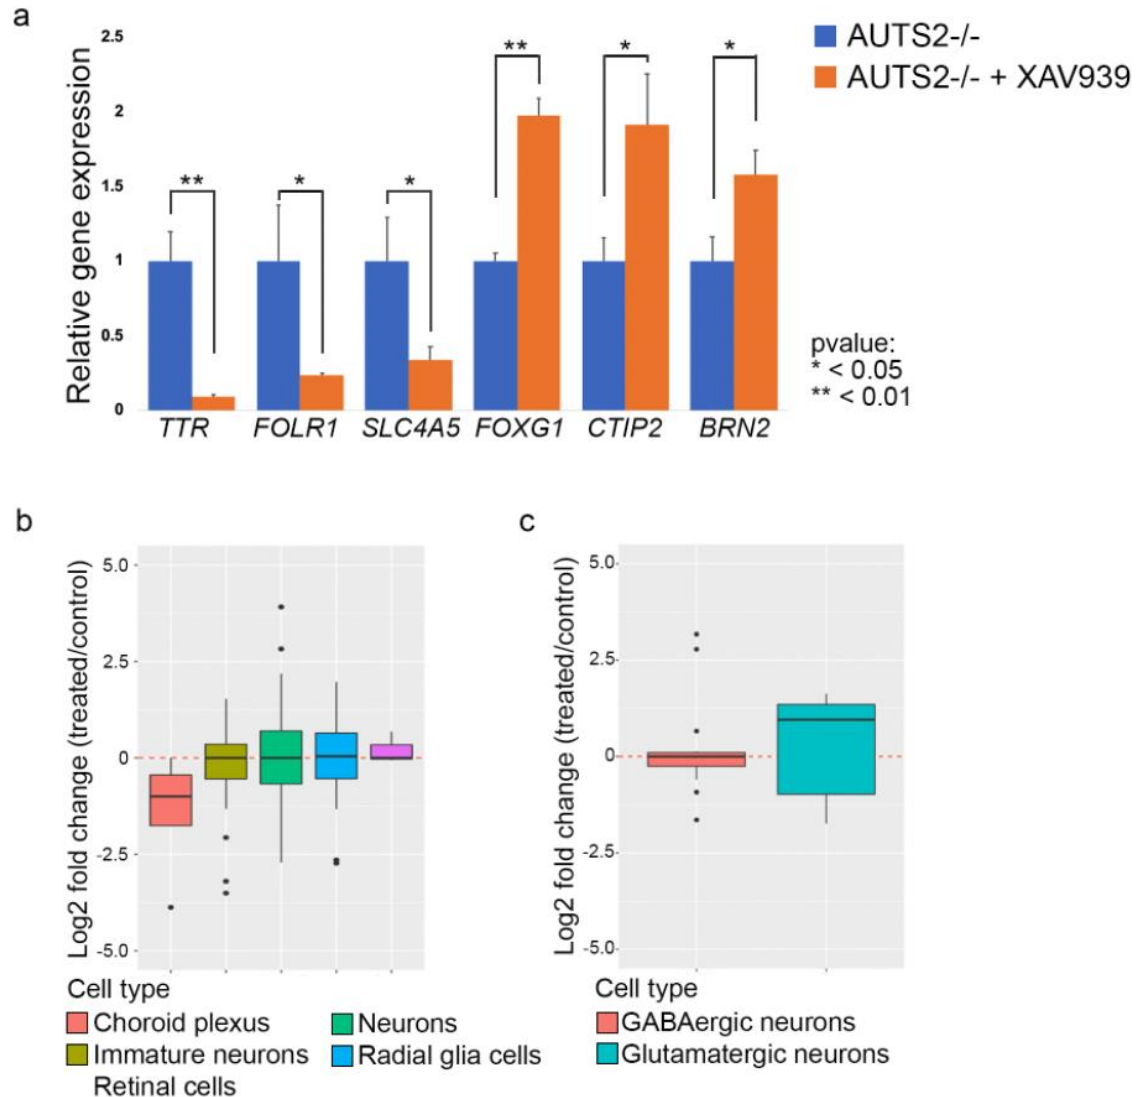 a
AUTS2-/-
AUTS2-/- + XAV939
Relative gene expression
2.5
2
1.5
1
0.5
0
** * * ** * *
TTR FOLR1 SLC4A5 FOXG1 CTIP2 BRN2
pvalue:
* < 0.05
** < 0.01
b
Log2 fold change (treated/control)
5.0
2.5
0
-2.5
-5.0
Cell type
Choroid plexus
Immature neurons
Retinal cells
Neurons
Radial glia cells
c
Log2 fold change (treated/control)
5.0
2.5
0
-2.5
-5.0
Cell type
GABAergic neurons
Glutamatergic neurons